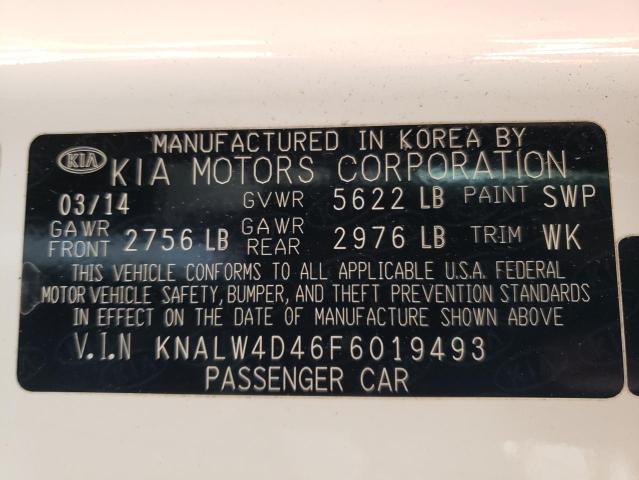 MANUFACTURED IN KOREA BY
KIA KIA MOTORS CORPORATION
03/14 GVWR 5622 LB PAINT SWP
GAWR FRONT 2756 LB GAWR REAR 2976 LB TRIM WK
THIS VEHICLE CONFORMS TO ALL APPLICABLE U.S.A. FEDERAL
MOTOR VEHICLE SAFETY, BUMPER, AND THEFT PREVENTION STANDARDS
IN EFFECT ON THE DATE OF MANUFACTURE SHOWN ABOVE
V.I.N KNALW4D46F6019493
PASSENGER CAR